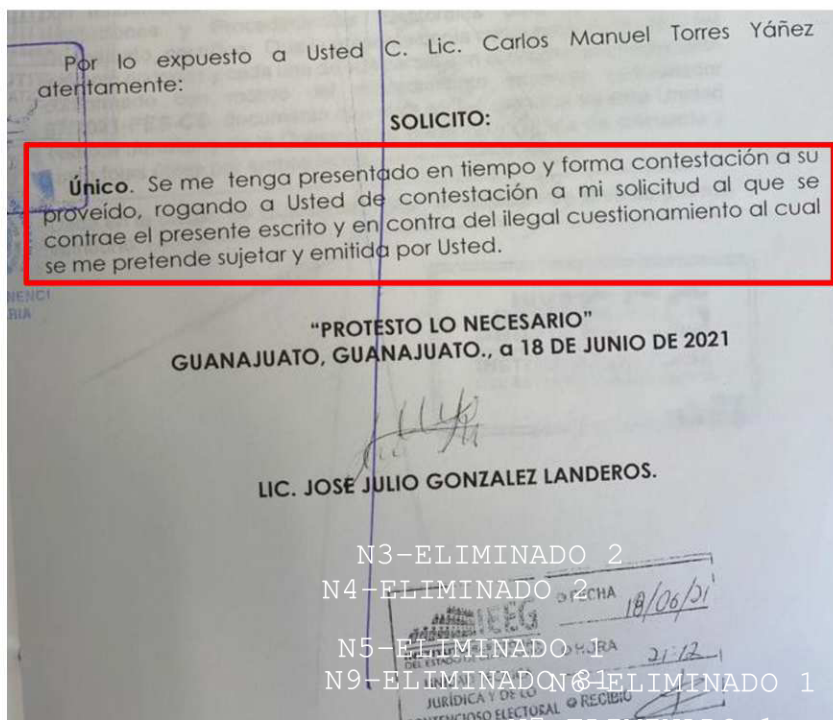 Por lo expuesto a Usted C. Lic. Carlos Manuel Torres Yáñez
atentamente:
SOLICITO:
Único. Se me tenga presentado en tiempo y forma contestación a su
proveído, rogando a Usted de contestación a mi solicitud al que se
contrae el presente escrito y en contra del ilegal cuestionamiento al cual
se me pretende sujetar y emitida por Usted.
"PROTESTO LO NECESARIO"
GUANAJUATO, GUANAJUATO., a 18 DE JUNIO DE 2021
LIC. JOSE JULIO GONZALEZ LANDEROS.
N3-ELIMINADO 2
N4-ELIMINADO 2
IEEG
FECHA 18/06/21
N5-ELIMINADO 1
HORA 21:12
N9-ELIMINADO
ELIMINADO 1
JURÍDICA Y DE LO
CONTENCIOSO ELECTORAL RECIBIÓ